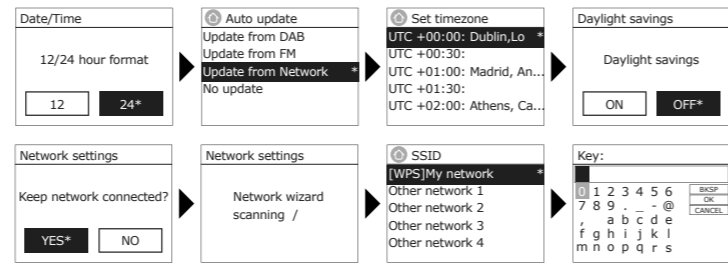 Date/Time
12/24 hour format
12 24*
Auto update
Update from DAB
Update from FM
Update from Network *
No update
Set timezone
UTC +00:00: Dublin,Lo *
UTC +00:30:
UTC +01:00: Madrid, An...
UTC +01:30:
UTC +02:00: Athens, Ca...
Daylight savings
Daylight savings
ON OFF*
Network settings
Keep network connected?
YES* NO
Network settings
Network wizard
scanning /
SSID
[WPS]My network *
Other network 1
Other network 2
Other network 3
Other network 4
Key:
0 1 2 3 4 5 6
7 8 9 . _ - @
, a b c d e
f g h i j k l
m n o p q r s
BKSP
OK
CANCEL